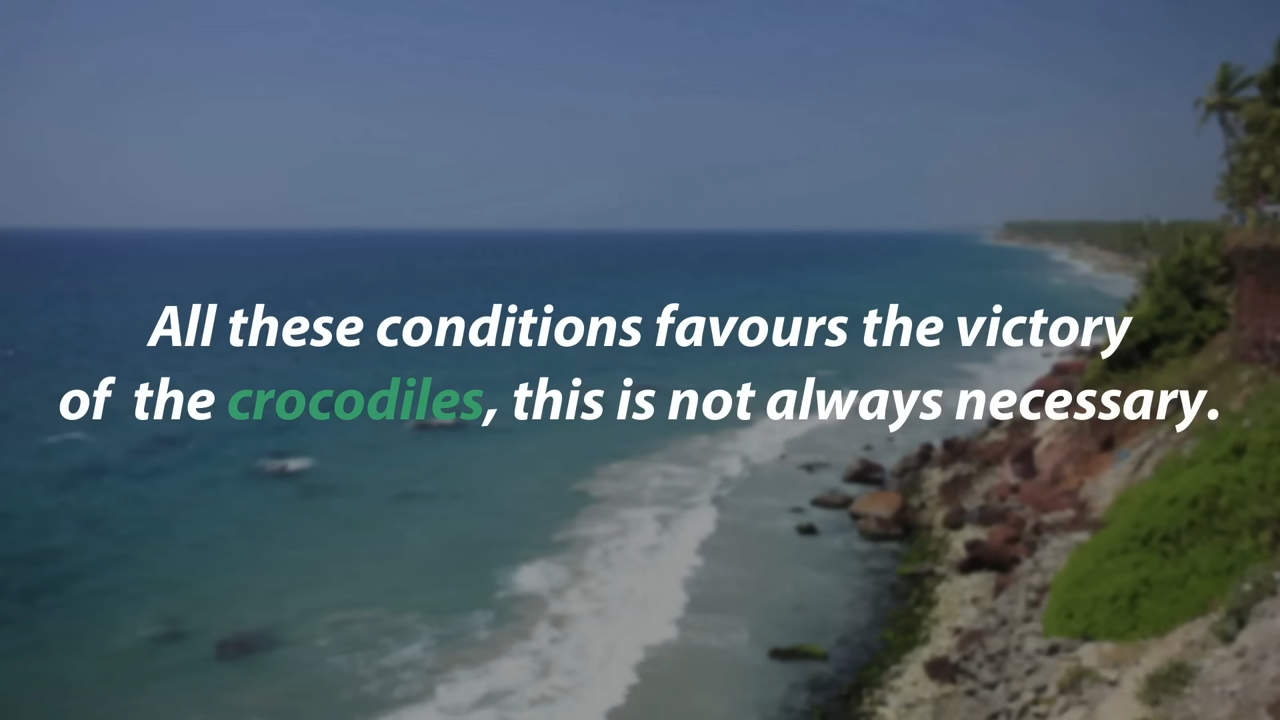 All these conditions favours the victory
of the crocodiles, this is not always necessary.